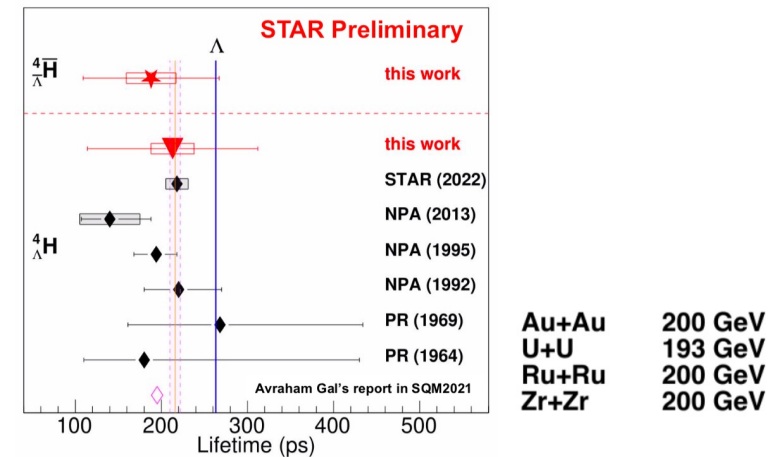 STAR Preliminary
Λ
⁴_Λ̅H̅ this work
this work
STAR (2022)
NPA (2013)
⁴_ΛH NPA (1995)
NPA (1992)
PR (1969)
PR (1964)
Avraham Gal's report in SQM2021
100 200 300 400 500
Lifetime (ps)
Au+Au 200 GeV
U+U 193 GeV
Ru+Ru 200 GeV
Zr+Zr 200 GeV